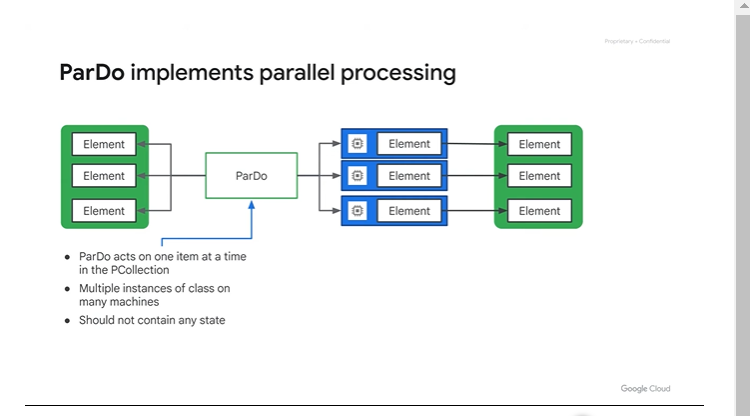 Proprietary + Confidential
ParDo implements parallel processing
Element
Element
Element
ParDo
Element
Element
Element
Element
Element
Element
• ParDo acts on one item at a time
in the PCollection
• Multiple instances of class on
many machines
• Should not contain any state
Google Cloud